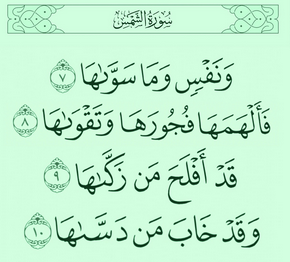 سُورَةُ الشَّمْسِ
وَنَفْسٍ وَمَا سَوَّىٰهَا ٧
فَأَلْهَمَهَا فُجُورَهَا وَتَقْوَىٰهَا ٨
قَدْ أَفْلَحَ مَن زَكَّىٰهَا ٩
وَقَدْ خَابَ مَن دَسَّىٰهَا ١٠